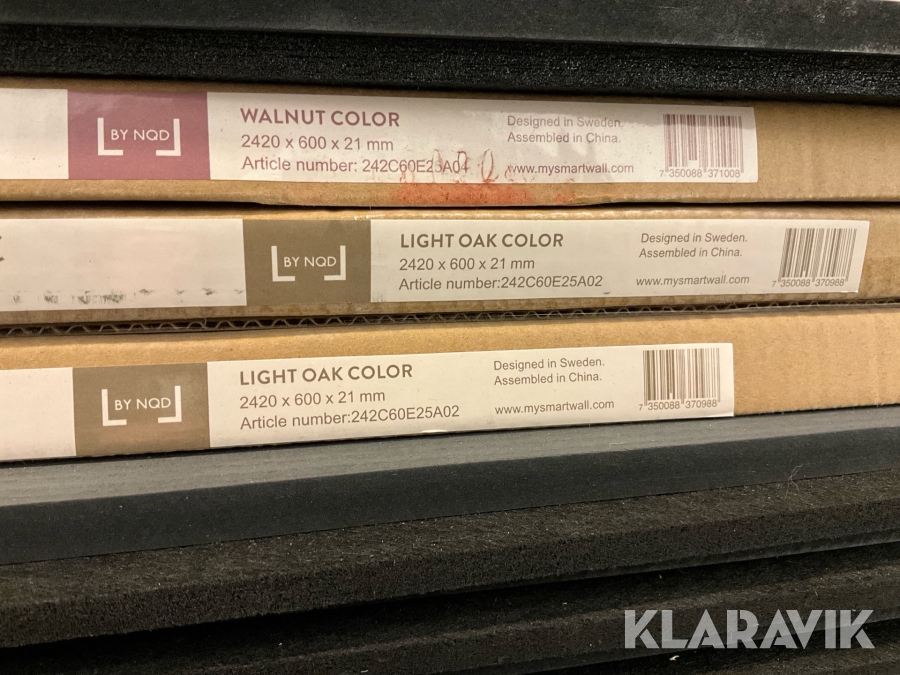 BY NQD
WALNUT COLOR
2420 x 600 x 21 mm
Article number: 242C60E25A04
Designed in Sweden.
Assembled in China.
www.mysmartwall.com
7 350088 371008
BY NQD
LIGHT OAK COLOR
2420 x 600 x 21 mm
Article number:242C60E25A02
Designed in Sweden.
Assembled in China.
www.mysmartwall.com
7 350088 370988
BY NQD
LIGHT OAK COLOR
2420 x 600 x 21 mm
Article number:242C60E25A02
Designed in Sweden.
Assembled in China.
www.mysmartwall.com
7 350088 370988
KLARAVIK